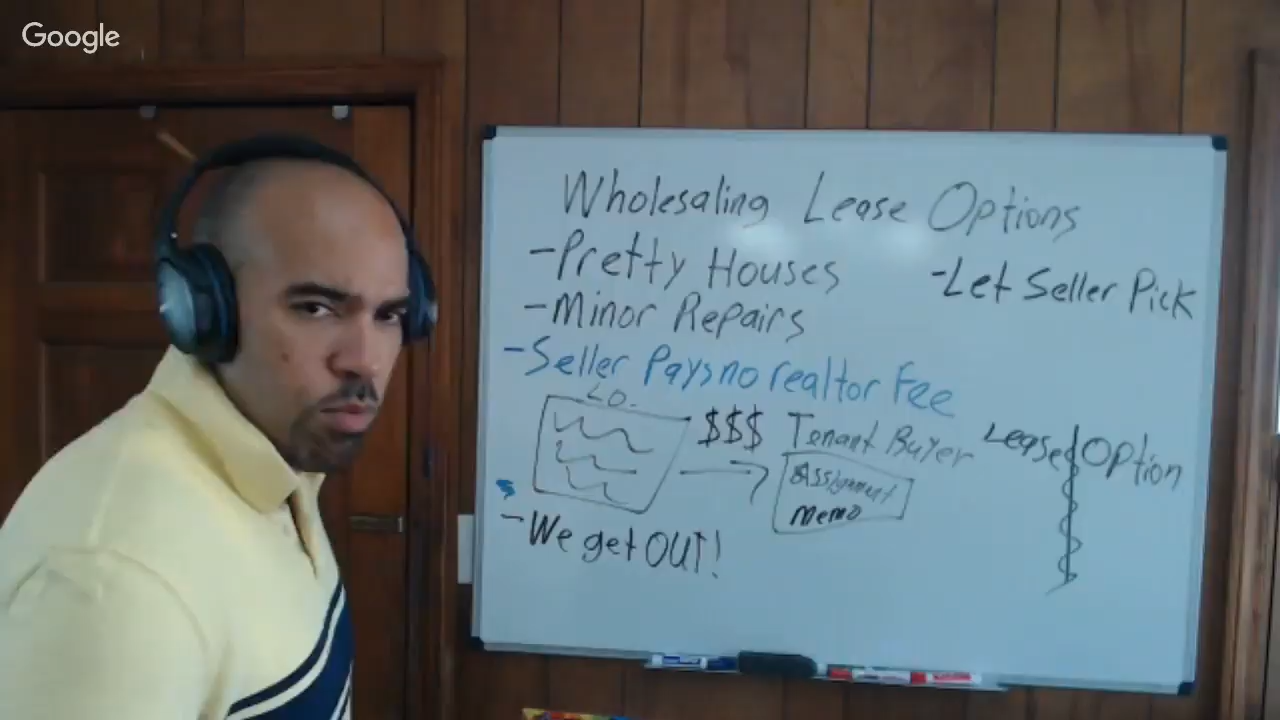 Google
Wholesaling Lease Options
-Pretty Houses
-Let Seller Pick
-Minor Repairs
-Seller Pays no realtor fee
L.O.
$$$ Tenant Buyer
Lease Option
Assignment
Memo
-We get OUT!